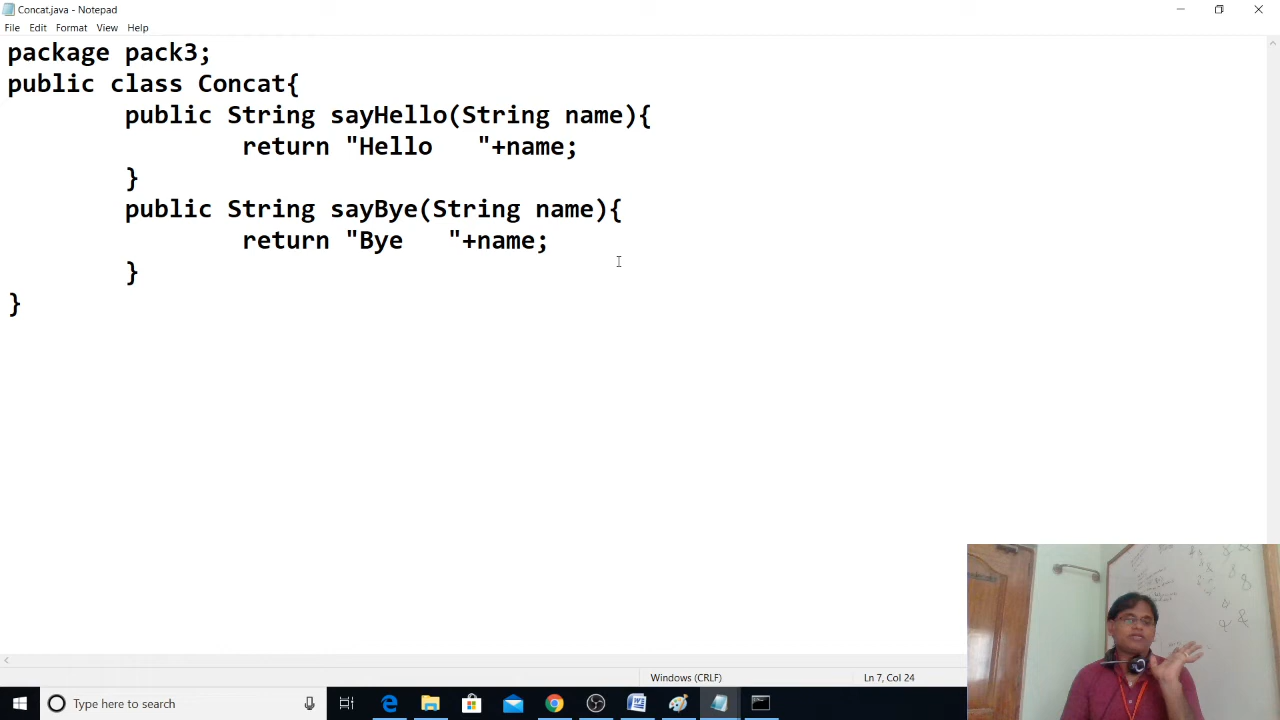 Concat.java - Notepad
File Edit Format View Help
package pack3;
public class Concat{
public String sayHello(String name){
return "Hello   "+name;
}
public String sayBye(String name){
return "Bye   "+name;
}
}
Windows (CRLF) Ln 7, Col 24
Type here to search